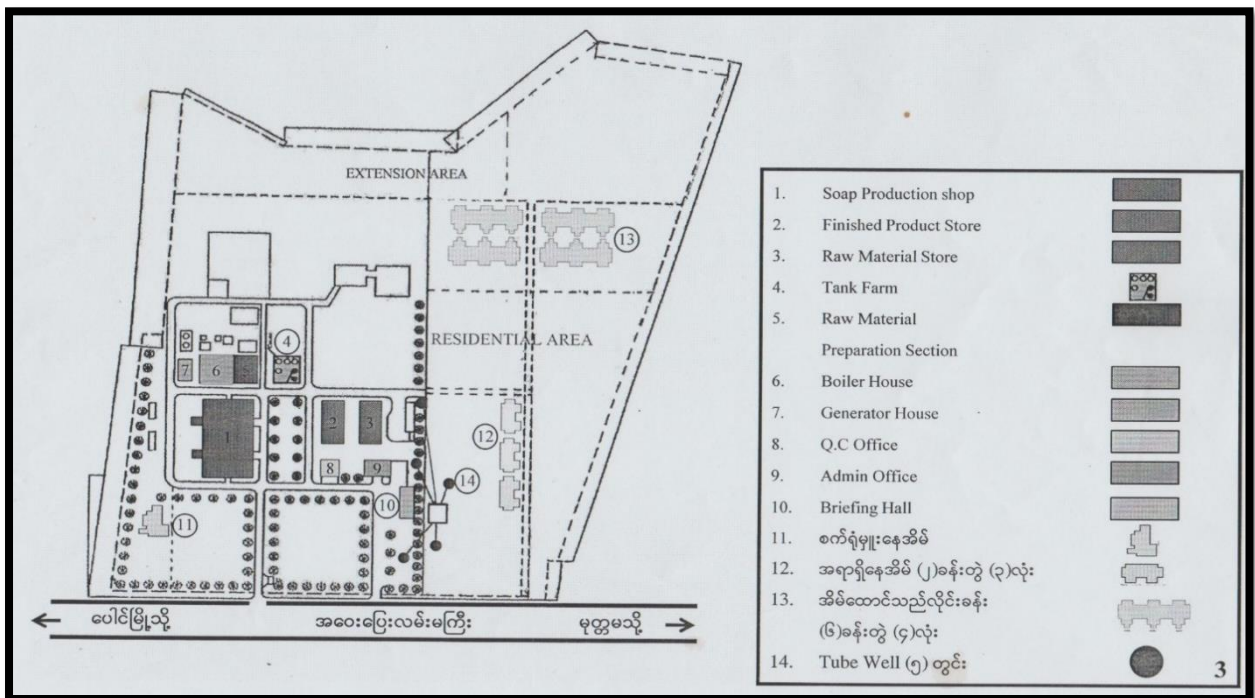 EXTENSION AREA
13
RESIDENTIAL AREA
4
7
6
5
1
2
3
12
8
9
14
10
11
ပေါင်မြို့သို့
အဝေးပြေးလမ်းမကြီး
မုတ္တမသို့
1. Soap Production shop
2. Finished Product Store
3. Raw Material Store
4. Tank Farm
5. Raw Material
Preparation Section
6. Boiler House
7. Generator House
8. Q.C Office
9. Admin Office
10. Briefing Hall
11. စက်ရုံမှူးနေအိမ်
12. အရာရှိနေအိမ် (၂)ခန်းတွဲ (၃)လုံး
13. အိမ်ထောင်သည်လိုင်းခန်း
(၆)ခန်းတွဲ (၄)လုံး
14. Tube Well (၅) တွင်း
3